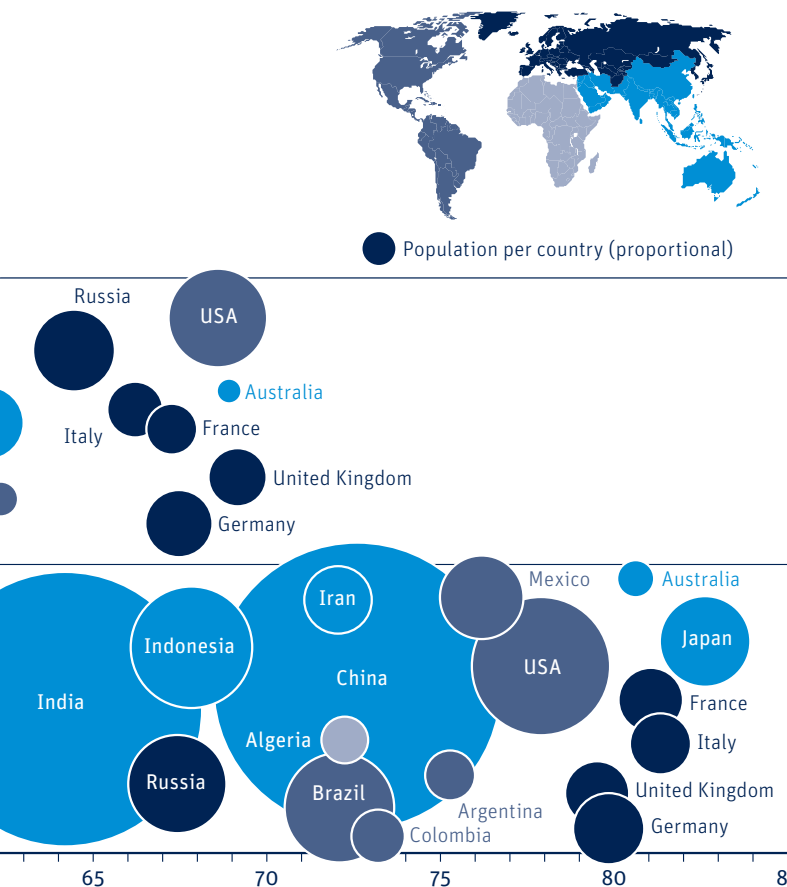 Population per country (proportional)
Russia
USA
Australia
Italy
France
United Kingdom
Germany
Mexico
Australia
Iran
Indonesia
Japan
USA
China
India
France
Algeria
Italy
Russia
Brazil
United Kingdom
Argentina
Germany
Colombia
65
70
75
80
8